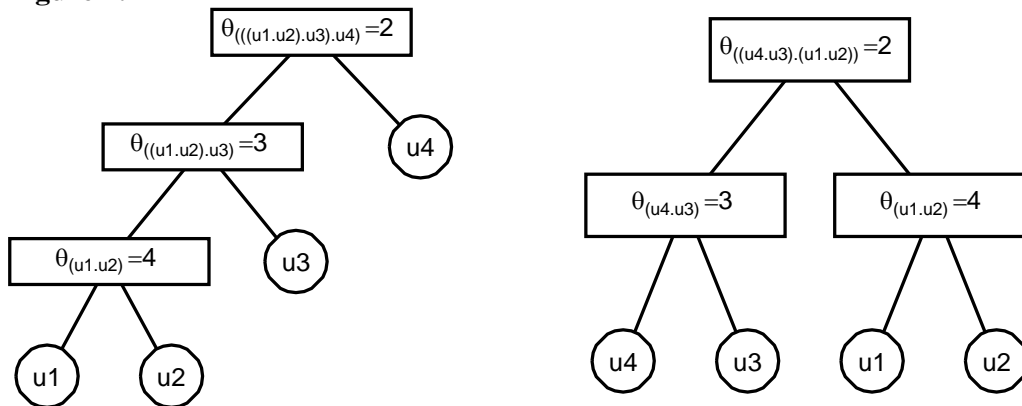 θ(((u1.u2).u3).u4)=2
θ((u1.u2).u3)=3
u4
θ(u1.u2)=4
u3
u1
u2
θ((u4.u3).(u1.u2))=2
θ(u4.u3)=3
θ(u1.u2)=4
u4
u3
u1
u2